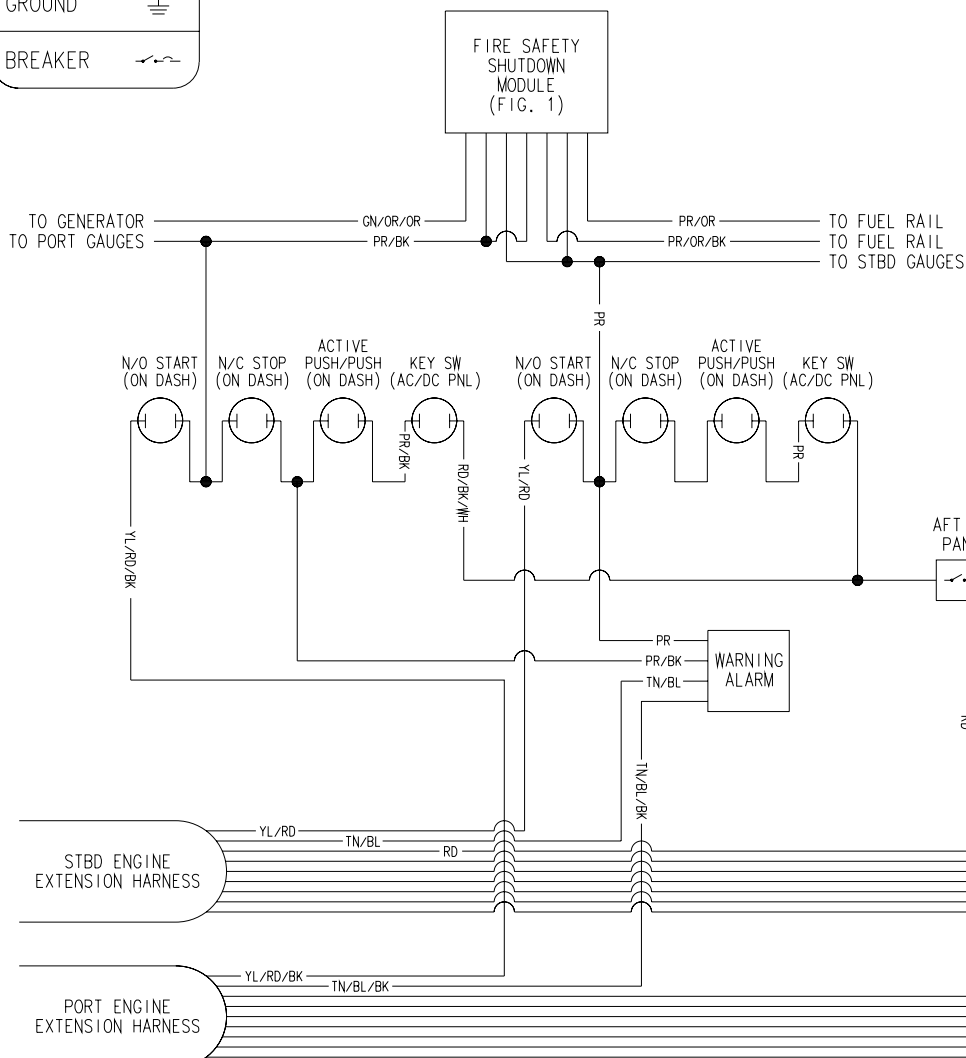 GROUND
BREAKER
FIRE SAFETY
SHUTDOWN
MODULE
(FIG. 1)
TO GENERATOR
GN/OR/OR
PR/OR
TO FUEL RAIL
TO PORT GAUGES
PR/BK
PR/OR/BK
TO FUEL RAIL
TO STBD GAUGES
PR
N/O START
(ON DASH)
N/C STOP
(ON DASH)
ACTIVE
PUSH/PUSH
(ON DASH)
KEY SW
(AC/DC PNL)
N/O START
(ON DASH)
N/C STOP
(ON DASH)
ACTIVE
PUSH/PUSH
(ON DASH)
KEY SW
(AC/DC PNL)
PR/BK
RD/BK/WH
YL/RD
PR
YL/RD/BK
AFT
PAN
PR
PR/BK
TN/BL
WARNING
ALARM
RD
TN/BL/BK
YL/RD
TN/BL
RD
STBD ENGINE
EXTENSION HARNESS
YL/RD/BK
TN/BL/BK
PORT ENGINE
EXTENSION HARNESS